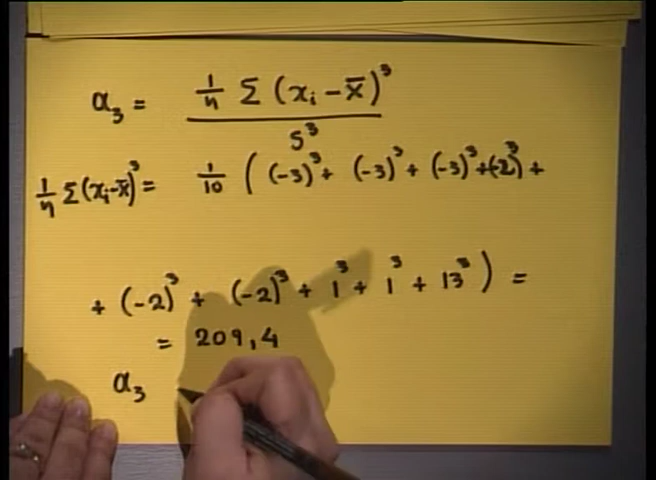 α₃ = (1/n Σ (xᵢ - x̄)³) / S³
1/n Σ(xᵢ-x̄)³ = 1/10 ( (-3)³ + (-3)³ + (-3)³ + (-2)³ +
+ (-2)³ + (-2)³ + 1³ + 1³ + 13³ ) =
= 209,4
α₃